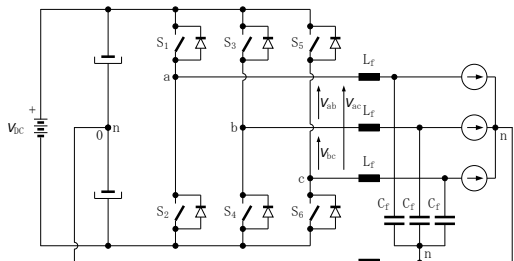 S1 S3 S5
Lf
a
Vab Vac
Lf
+
VDC
0 n
b
n
Vbc
Lf
c
Cf Cf Cf
S2 S4 S6
n